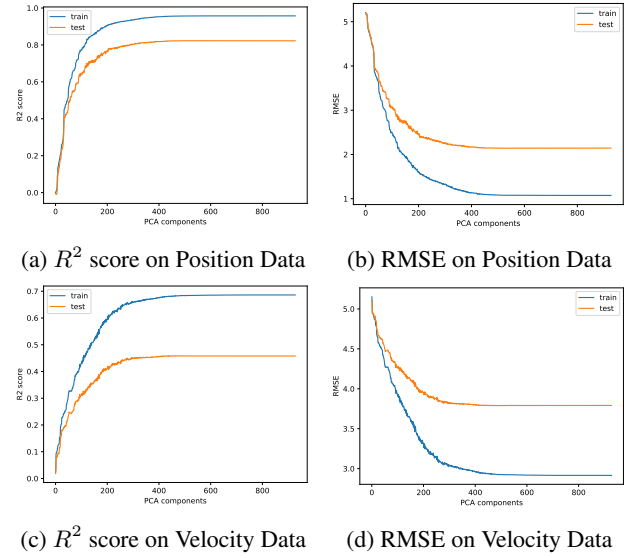 1.0
0.8
0.6
0.4
0.2
0.0
R2 score
train
test
0 200 400 600 800
PCA components
(a) R² score on Position Data
5
4
3
2
1
RMSE
train
test
0 200 400 600 800
PCA components
(b) RMSE on Position Data
0.7
0.6
0.5
0.4
0.3
0.2
0.1
0.0
R2 score
train
test
0 200 400 600 800
PCA components
(c) R² score on Velocity Data
5.0
4.5
4.0
3.5
3.0
RMSE
train
test
0 200 400 600 800
PCA components
(d) RMSE on Velocity Data